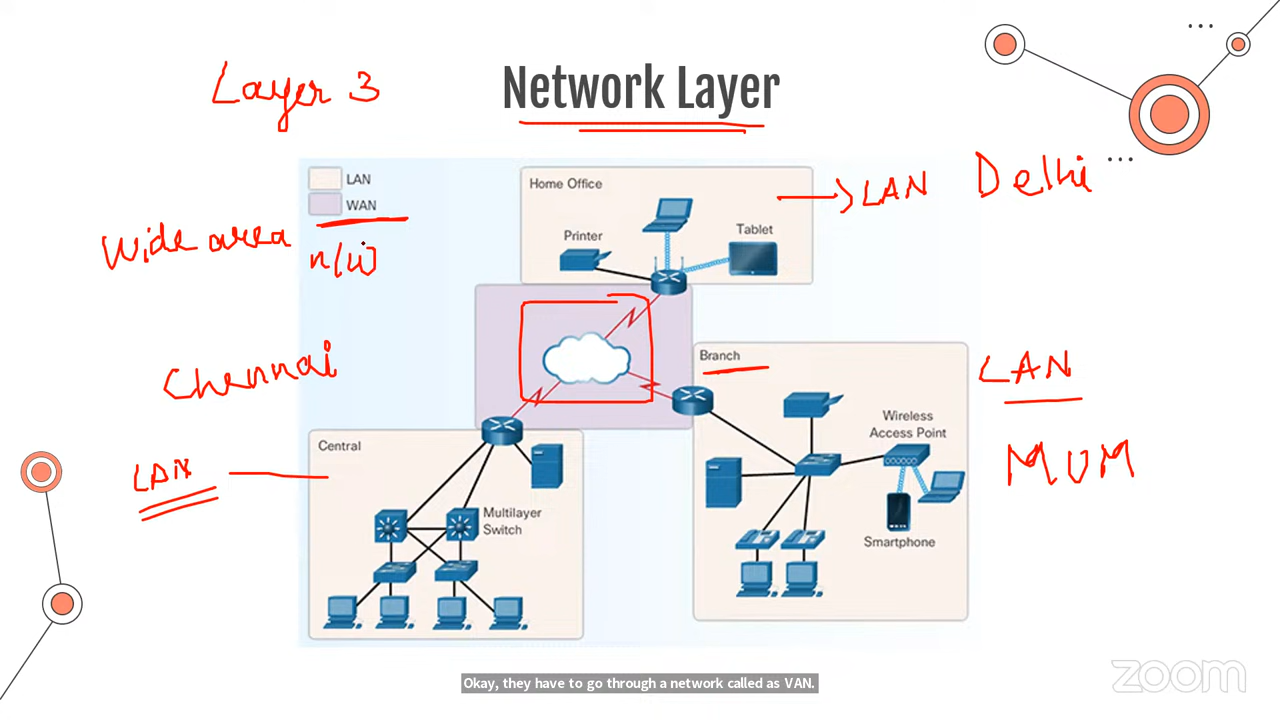 Layer 3
Network Layer
LAN
WAN
Wide area
n(w)
Home Office
Printer
Tablet
LAN
Delhi
Chennai
Branch
LAN
MUM
Wireless
Access Point
Smartphone
Central
LAN
Multilayer
Switch
Okay, they have to go through a network called as VAN.
zoom